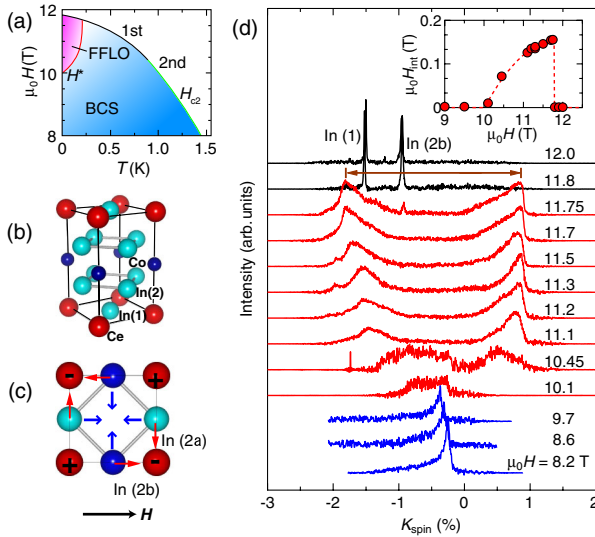 (a)
μ₀H(T)
12
10
8
0
0.5
1.0
1.5
T(K)
1st
FFLO
2nd
H*
Hc2
BCS
(b)
Co
In(2)
In(1)
Ce
(c)
-
+
+
-
In (2a)
In (2b)
H
(d)
μ₀Hint (T)
0.2
0.1
0
9
10
11
12
μ₀H (T)
In (1)
In (2b)
12.0
11.8
11.75
11.7
11.5
11.3
11.2
11.1
10.45
10.1
9.7
8.6
μ₀H = 8.2 T
Intensity (arb. units)
-3
-2
-1
0
1
2
Kspin (%)